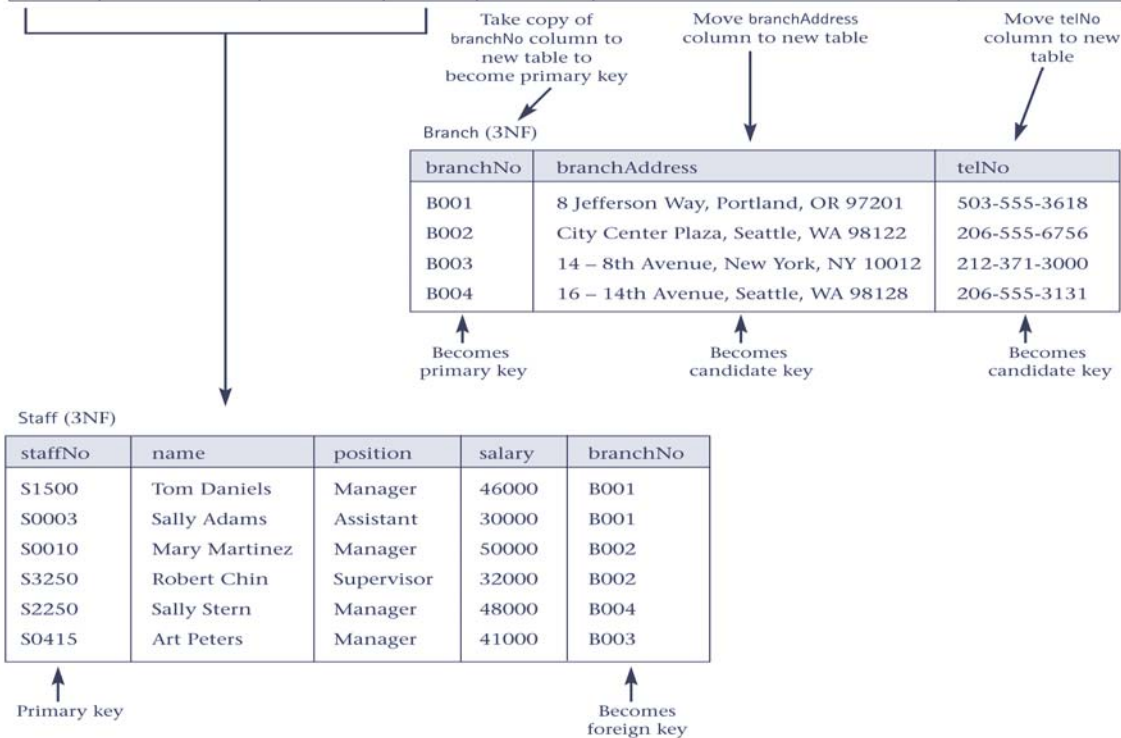 Take copy of
branchNo column to
new table to
become primary key
Move branchAddress
column to new table
Move telNo
column to new
table
Branch (3NF)
branchNo branchAddress telNo
B001 8 Jefferson Way, Portland, OR 97201 503-555-3618
B002 City Center Plaza, Seattle, WA 98122 206-555-6756
B003 14 – 8th Avenue, New York, NY 10012 212-371-3000
B004 16 – 14th Avenue, Seattle, WA 98128 206-555-3131
Becomes
primary key
Becomes
candidate key
Becomes
candidate key
Staff (3NF)
staffNo name position salary branchNo
S1500 Tom Daniels Manager 46000 B001
S0003 Sally Adams Assistant 30000 B001
S0010 Mary Martinez Manager 50000 B002
S3250 Robert Chin Supervisor 32000 B002
S2250 Sally Stern Manager 48000 B004
S0415 Art Peters Manager 41000 B003
Primary key
Becomes
foreign key